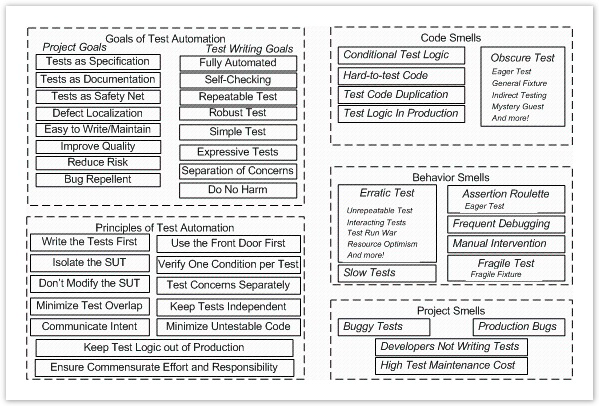 Goals of Test Automation
Project Goals
Tests as Specification
Tests as Documentation
Tests as Safety Net
Defect Localization
Easy to Write/Maintain
Improve Quality
Reduce Risk
Bug Repellent
Test Writing Goals
Fully Automated
Self-Checking
Repeatable Test
Robust Test
Simple Test
Expressive Tests
Separation of Concerns
Do No Harm
Principles of Test Automation
Write the Tests First
Isolate the SUT
Don't Modify the SUT
Minimize Test Overlap
Communicate Intent
Use the Front Door First
Verify One Condition per Test
Test Concerns Separately
Keep Tests Independent
Minimize Untestable Code
Keep Test Logic out of Production
Ensure Commensurate Effort and Responsibility
Code Smells
Conditional Test Logic
Hard-to-test Code
Test Code Duplication
Test Logic In Production
Obscure Test
Eager Test
General Fixture
Indirect Testing
Mystery Guest
And more!
Behavior Smells
Erratic Test
Unrepeatable Test
Interacting Tests
Test Run War
Resource Optimism
And more!
Slow Tests
Assertion Roulette
Eager Test
Frequent Debugging
Manual Intervention
Fragile Test
Fragile Fixture
Project Smells
Buggy Tests
Production Bugs
Developers Not Writing Tests
High Test Maintenance Cost